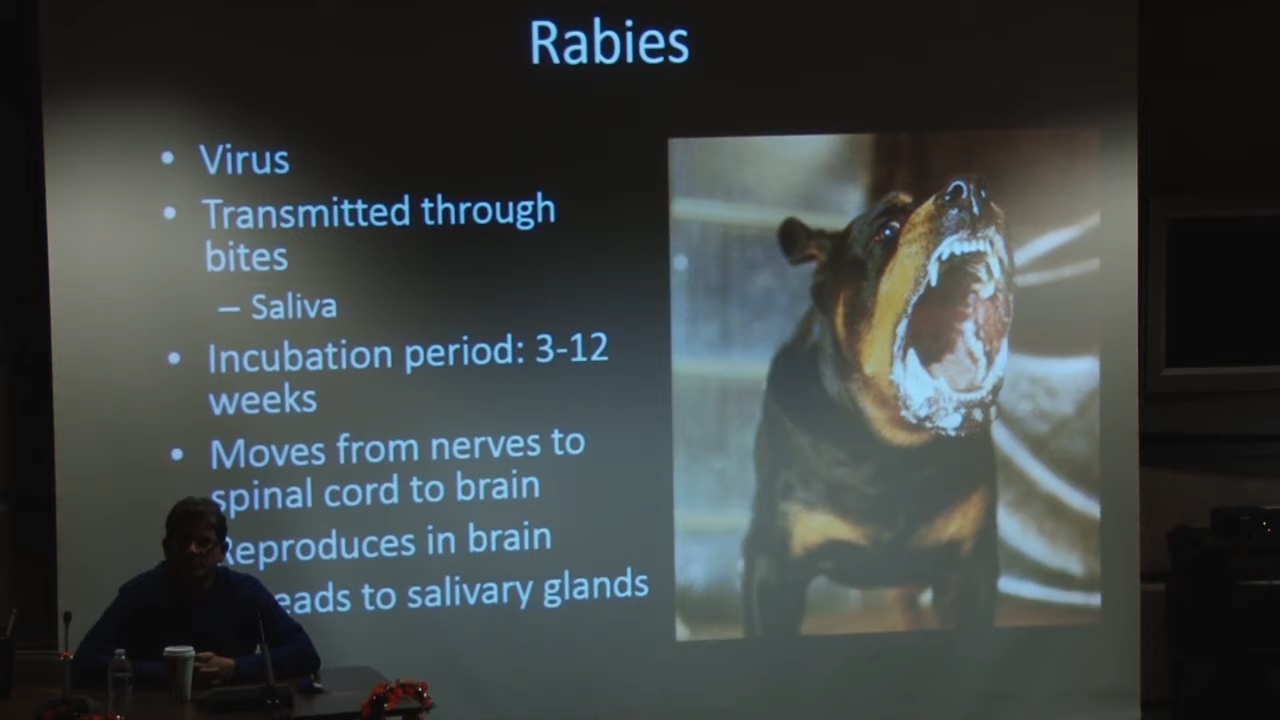 Rabies
• Virus
• Transmitted through
bites
– Saliva
• Incubation period: 3-12
weeks
• Moves from nerves to
spinal cord to brain
Reproduces in brain
eads to salivary glands